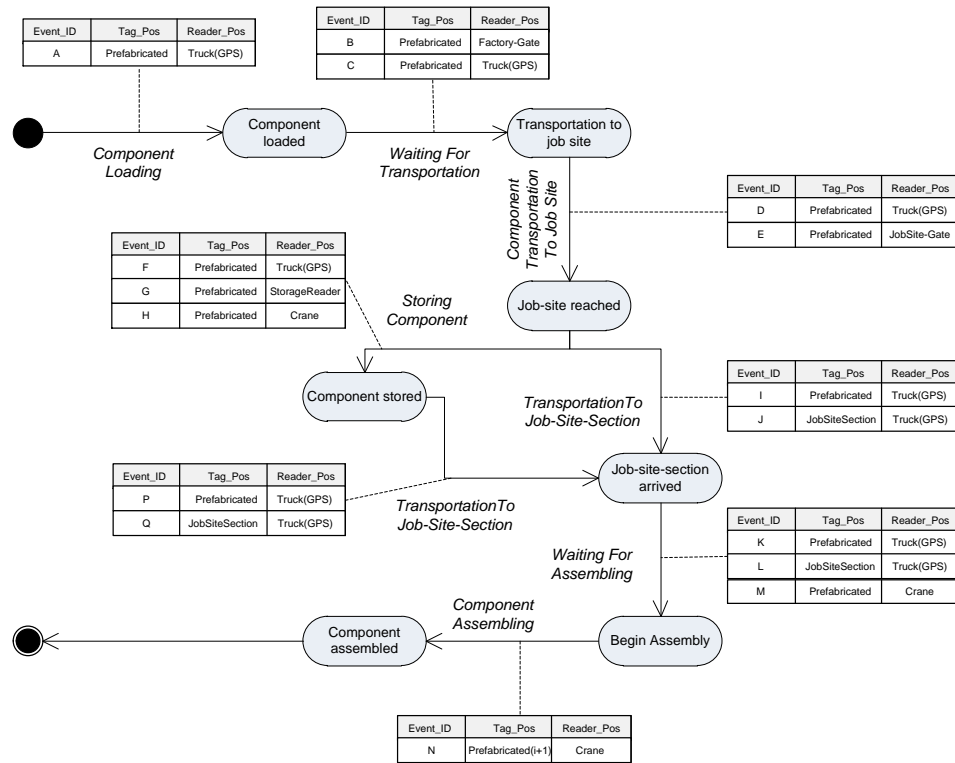 Event_ID Tag_Pos Reader_Pos
A Prefabricated Truck(GPS)
Event_ID Tag_Pos Reader_Pos
B Prefabricated Factory-Gate
C Prefabricated Truck(GPS)
Component
loaded
Transportation to
job site
Component
Loading
Waiting For
Transportation
Component
Transportation
To Job Site
Event_ID Tag_Pos Reader_Pos
D Prefabricated Truck(GPS)
E Prefabricated JobSite-Gate
Event_ID Tag_Pos Reader_Pos
F Prefabricated Truck(GPS)
G Prefabricated StorageReader
H Prefabricated Crane
Storing
Component
Job-site reached
Component stored
TransportationTo
Job-Site-Section
Event_ID Tag_Pos Reader_Pos
I Prefabricated Truck(GPS)
J JobSiteSection Truck(GPS)
Event_ID Tag_Pos Reader_Pos
P Prefabricated Truck(GPS)
Q JobSiteSection Truck(GPS)
TransportationTo
Job-Site-Section
Job-site-section
arrived
Event_ID Tag_Pos Reader_Pos
K Prefabricated Truck(GPS)
L JobSiteSection Truck(GPS)
M Prefabricated Crane
Waiting For
Assembling
Component
Assembling
Component
assembled
Begin Assembly
Event_ID Tag_Pos Reader_Pos
N Prefabricated(i+1) Crane